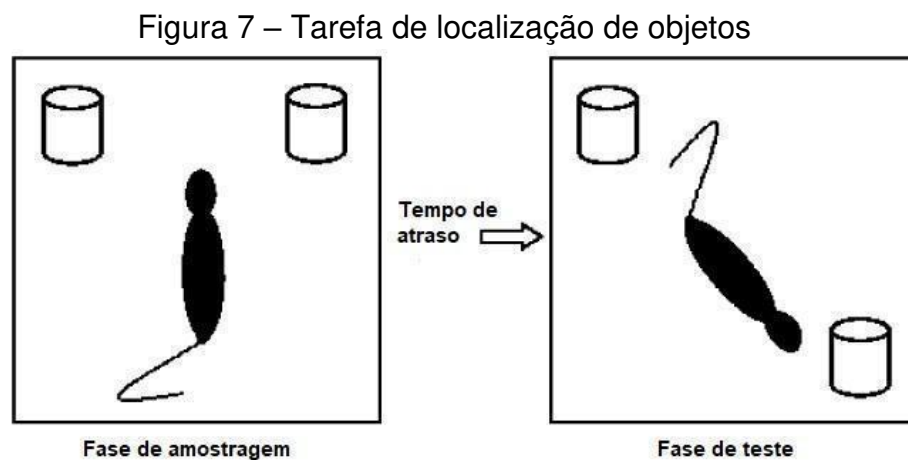 Figura 7 – Tarefa de localização de objetos
Tempo de
atraso
Fase de amostragem
Fase de teste